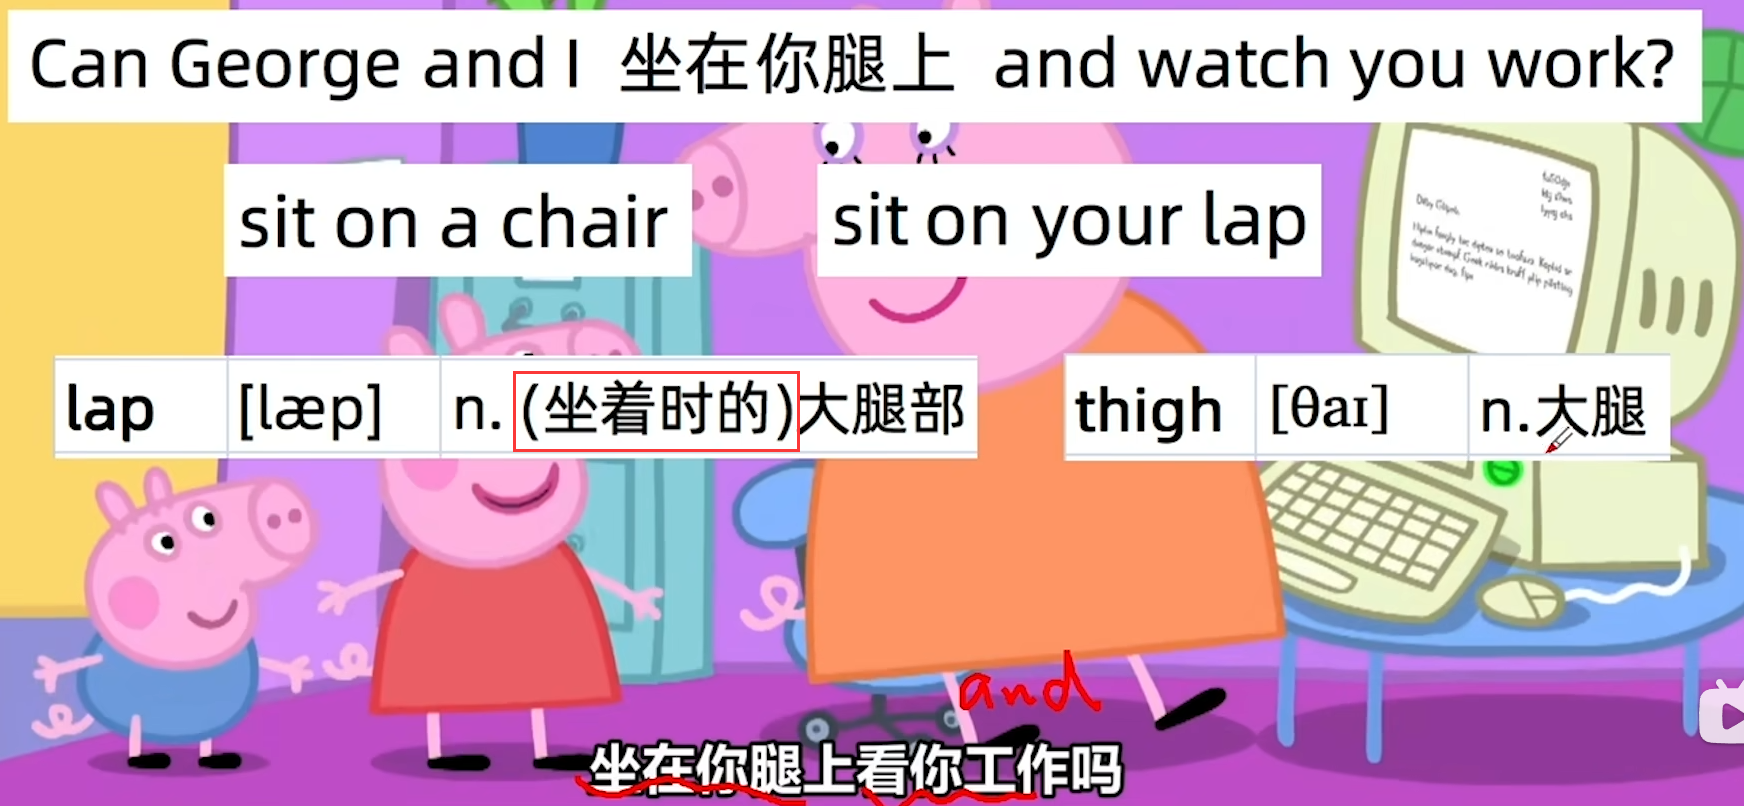 Can George and I 坐在你腿上 and watch you work?
sit on a chair
sit on your lap
lap [læp] n. (坐着时的)大腿部
thigh [θaɪ] n.大腿
and
坐在你腿上看你工作吗